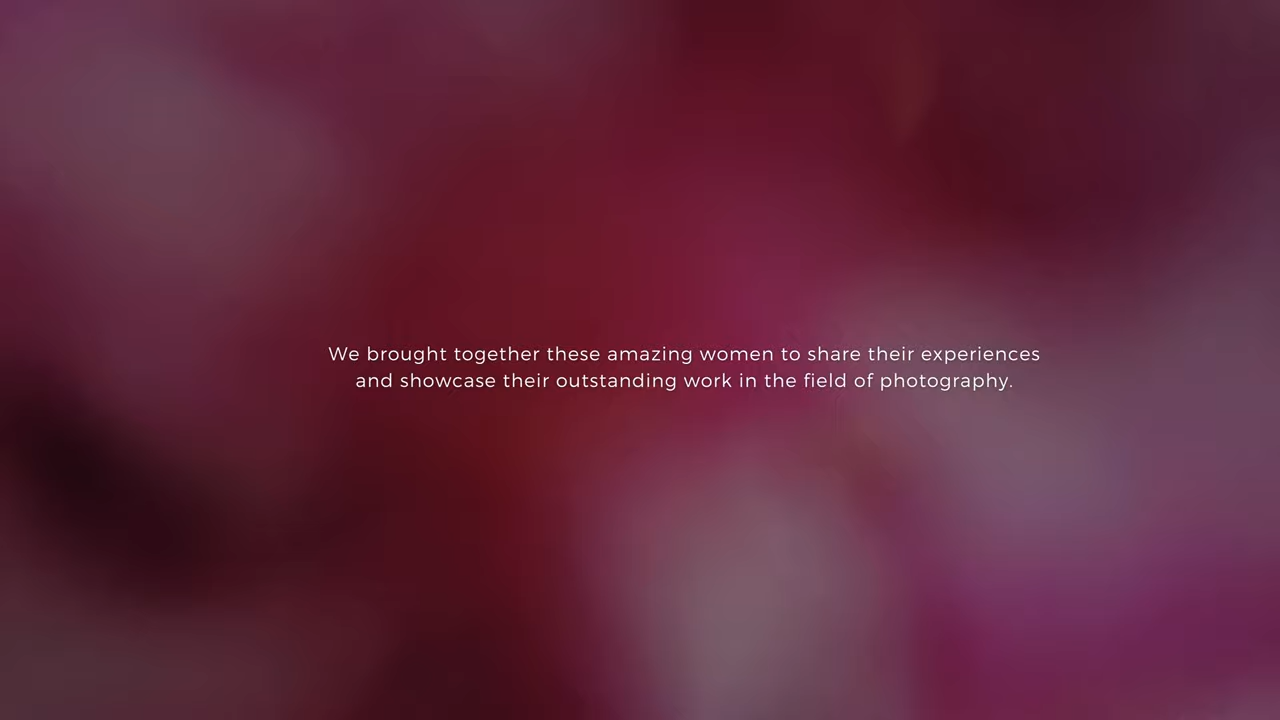 We brought together these amazing women to share their experiences
and showcase their outstanding work in the field of photography.